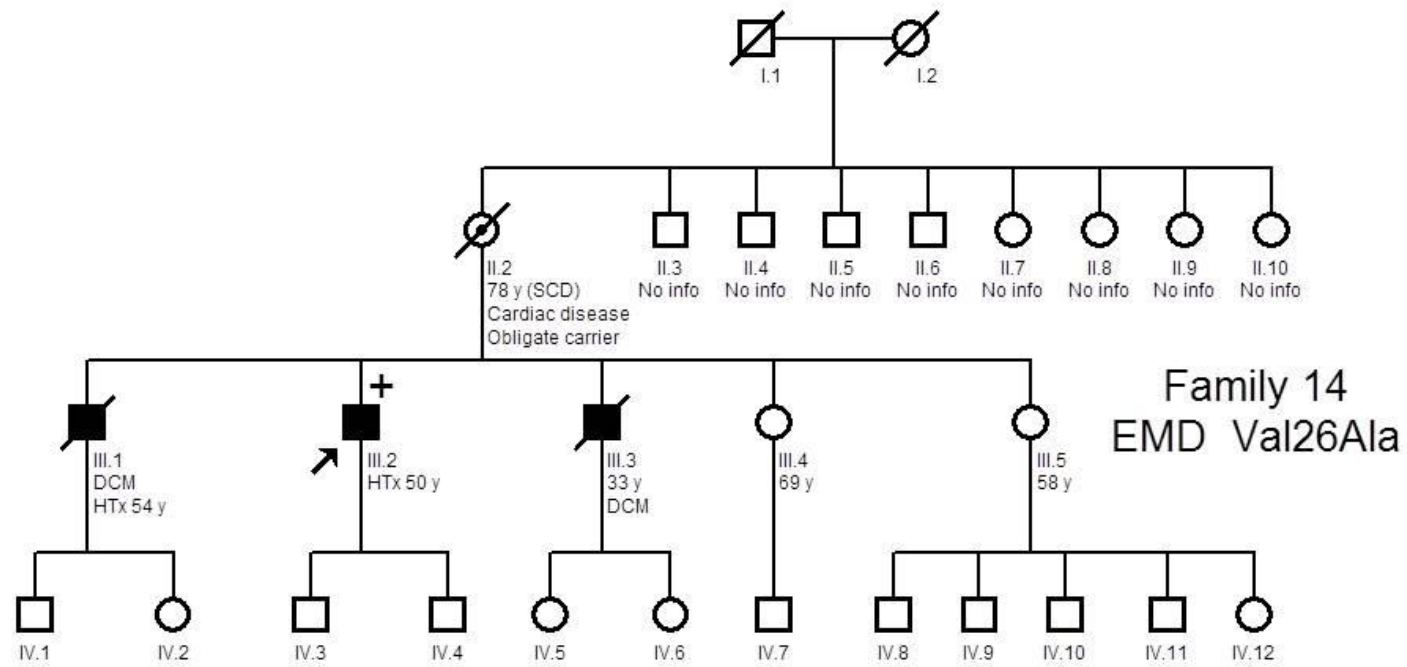 I.1
I.2
II.2
78 y (SCD)
Cardiac disease
Obligate carrier
II.3
No info
II.4
No info
II.5
No info
II.6
No info
II.7
No info
II.8
No info
II.9
No info
II.10
No info
Family 14
EMD Val26Ala
+
III.1
DCM
HTx 54 y
III.2
HTx 50 y
III.3
33 y
DCM
III.4
69 y
III.5
58 y
IV.1
IV.2
IV.3
IV.4
IV.5
IV.6
IV.7
IV.8
IV.9
IV.10
IV.11
IV.12